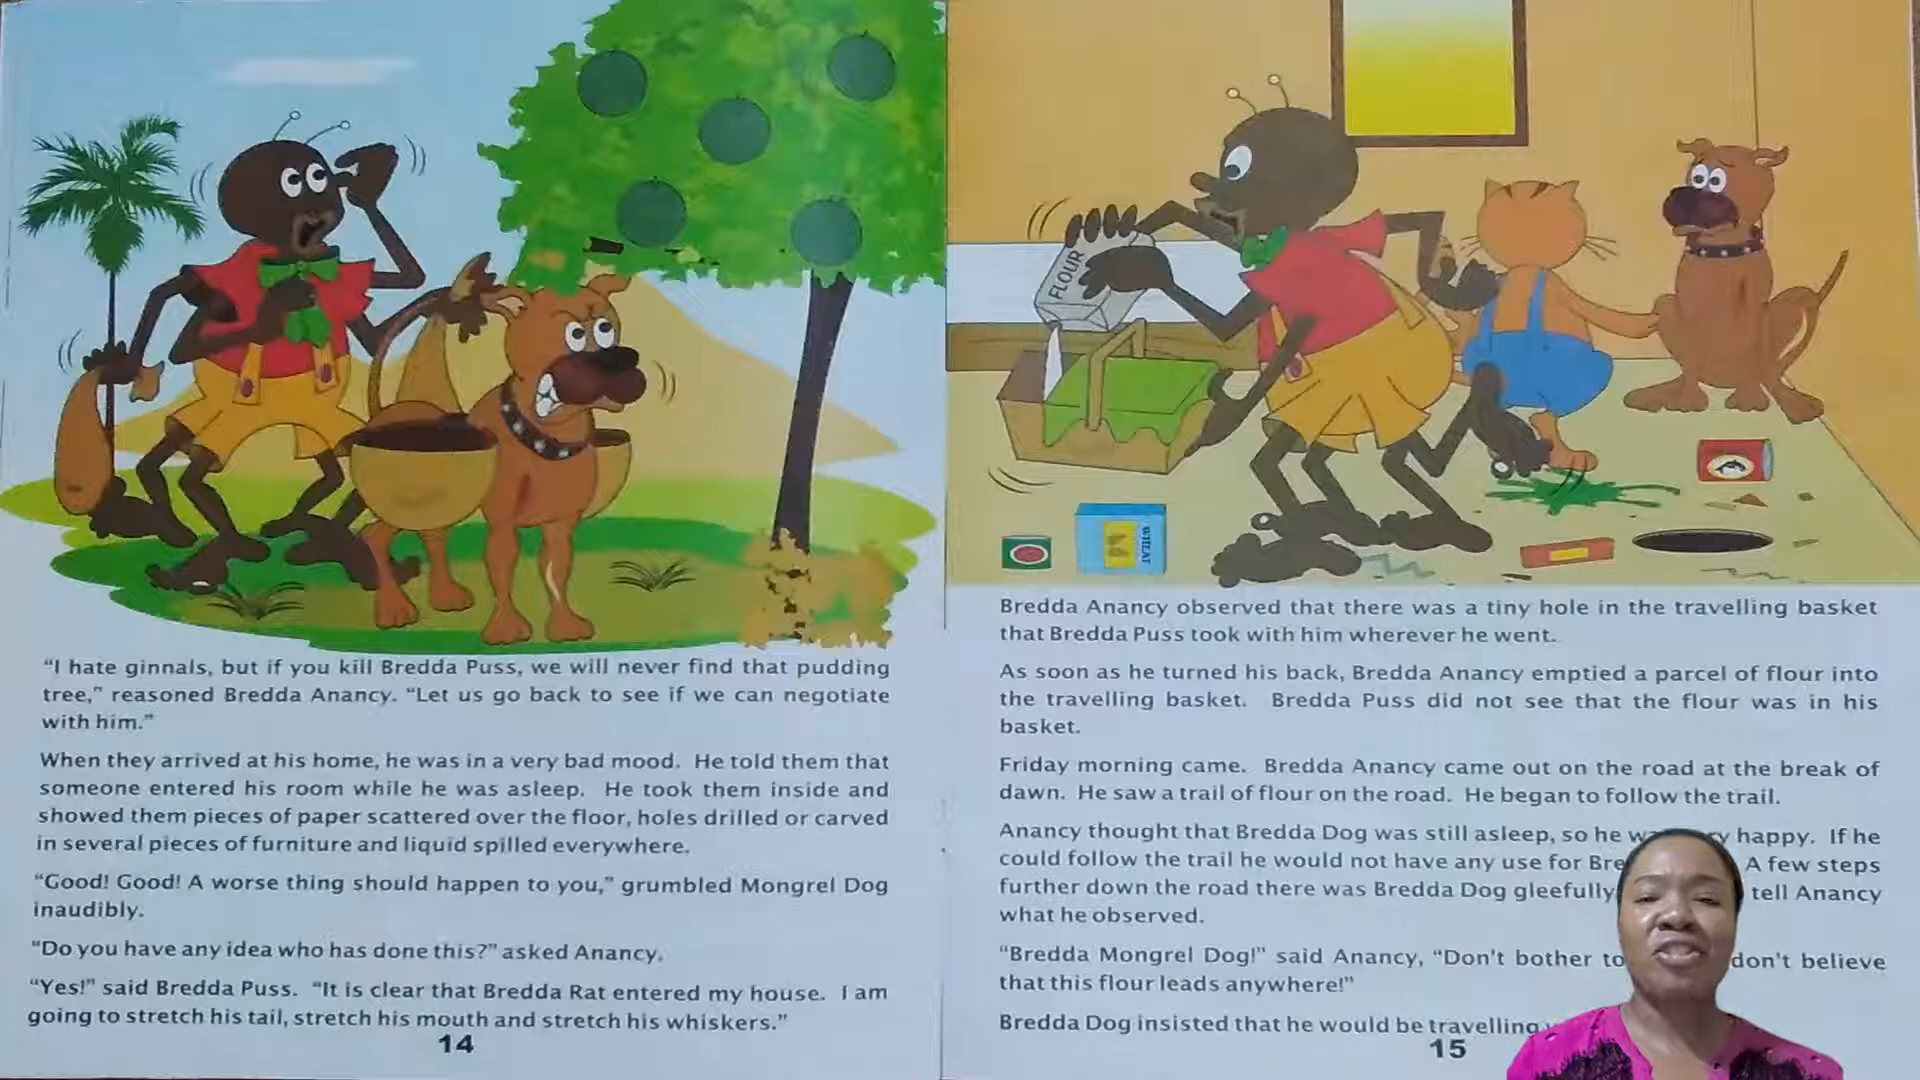 "I hate ginnals, but if you kill Bredda Puss, we will never find that pudding
tree," reasoned Bredda Anancy. "Let us go back to see if we can negotiate
with him."
When they arrived at his home, he was in a very bad mood. He told them that
someone entered his room while he was asleep. He took them inside and
showed them pieces of paper scattered over the floor, holes drilled or carved
in several pieces of furniture and liquid spilled everywhere.
"Good! Good! A worse thing should happen to you," grumbled Mongrel Dog
inaudibly.
"Do you have any idea who has done this?" asked Anancy.
"Yes!" said Bredda Puss. "It is clear that Bredda Rat entered my house. I am
going to stretch his tail, stretch his mouth and stretch his whiskers."
14
FLOUR
WHEAT
Bredda Anancy observed that there was a tiny hole in the travelling basket
that Bredda Puss took with him wherever he went.
As soon as he turned his back, Bredda Anancy emptied a parcel of flour into
the travelling basket. Bredda Puss did not see that the flour was in his
basket.
Friday morning came. Bredda Anancy came out on the road at the break of
dawn. He saw a trail of flour on the road. He began to follow the trail.
Anancy thought that Bredda Dog was still asleep, so he happy. If he
could follow the trail he would not have any use for A few steps
further down the road there was Bredda Dog gleefully tell Anancy
what he observed.
"Bredda Mongrel Dog!" said Anancy, "Don't bother don't believe
that this flour leads anywhere!"
Bredda Dog insisted that he would be travelling
15